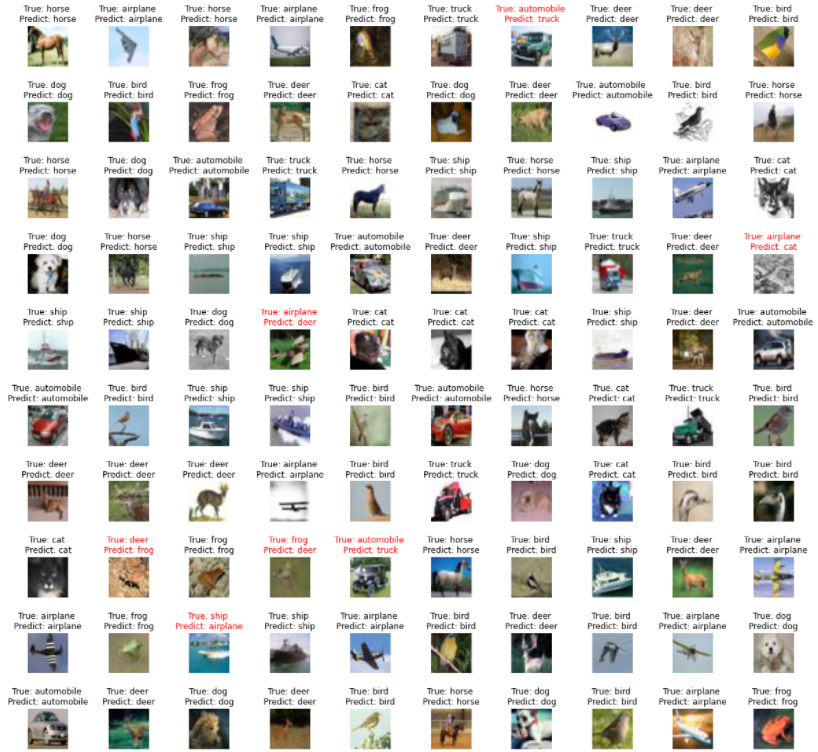 True: horse True: airplane True: horse True: airplane True: frog True: truck True: automobile True: deer True: deer True: bird
Predict: horse Predict: airplane Predict: horse Predict: airplane Predict: frog Predict: truck Predict: truck Predict: deer Predict: deer Predict: bird
True: dog True: bird True: frog True: deer True: cat True: dog True: deer True: automobile True: bird True: horse
Predict: dog Predict: bird Predict: frog Predict: deer Predict: cat Predict: dog Predict: deer Predict: automobile Predict: bird Predict: horse
True: horse True: dog True: automobile True: truck True: horse True: ship True: horse True: ship True: airplane True: cat
Predict: horse Predict: dog Predict: automobile Predict: truck Predict: horse Predict: ship Predict: horse Predict: ship Predict: airplane Predict: cat
True: dog True: horse True: ship True: ship True: automobile True: deer True: ship True: truck True: deer True: airplane
Predict: dog Predict: horse Predict: ship Predict: ship Predict: automobile Predict: deer Predict: ship Predict: truck Predict: deer Predict: cat
True: ship True: ship True: dog True: airplane True: cat True: cat True: cat True: ship True: deer True: automobile
Predict: ship Predict: ship Predict: dog Predict: deer Predict: cat Predict: cat Predict: cat Predict: ship Predict: deer Predict: automobile
True: automobile True: bird True: ship True: ship True: bird True: automobile True: horse True: cat True: truck True: bird
Predict: automobile Predict: bird Predict: ship Predict: ship Predict: bird Predict: automobile Predict: horse Predict: cat Predict: truck Predict: bird
True: deer True: deer True: deer True: airplane True: bird True: truck True: dog True: cat True: bird True: bird
Predict: deer Predict: deer Predict: deer Predict: airplane Predict: bird Predict: truck Predict: dog Predict: cat Predict: bird Predict: bird
True: cat True: deer True: frog True: frog True: automobile True: horse True: bird True: ship True: deer True: airplane
Predict: cat Predict: frog Predict: frog Predict: deer Predict: truck Predict: horse Predict: bird Predict: ship Predict: deer Predict: airplane
True: airplane True: frog True: ship True: ship True: airplane True: bird True: deer True: bird True: airplane True: dog
Predict: airplane Predict: frog Predict: airplane Predict: ship Predict: airplane Predict: bird Predict: deer Predict: bird Predict: airplane Predict: dog
True: automobile True: deer True: dog True: deer True: bird True: horse True: dog True: bird True: airplane True: frog
Predict: automobile Predict: deer Predict: dog Predict: deer Predict: bird Predict: horse Predict: dog Predict: bird Predict: airplane Predict: frog